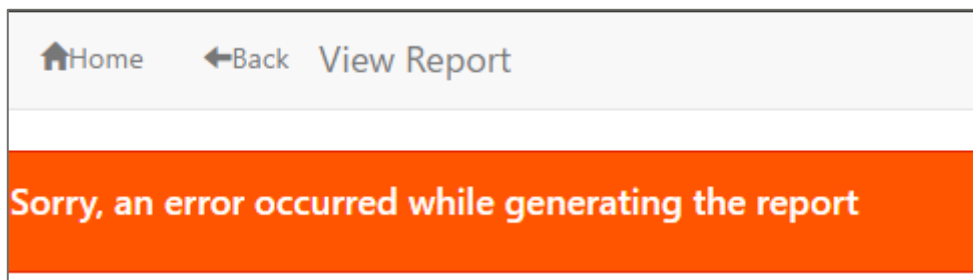 Home Back View Report
Sorry, an error occurred while generating the report